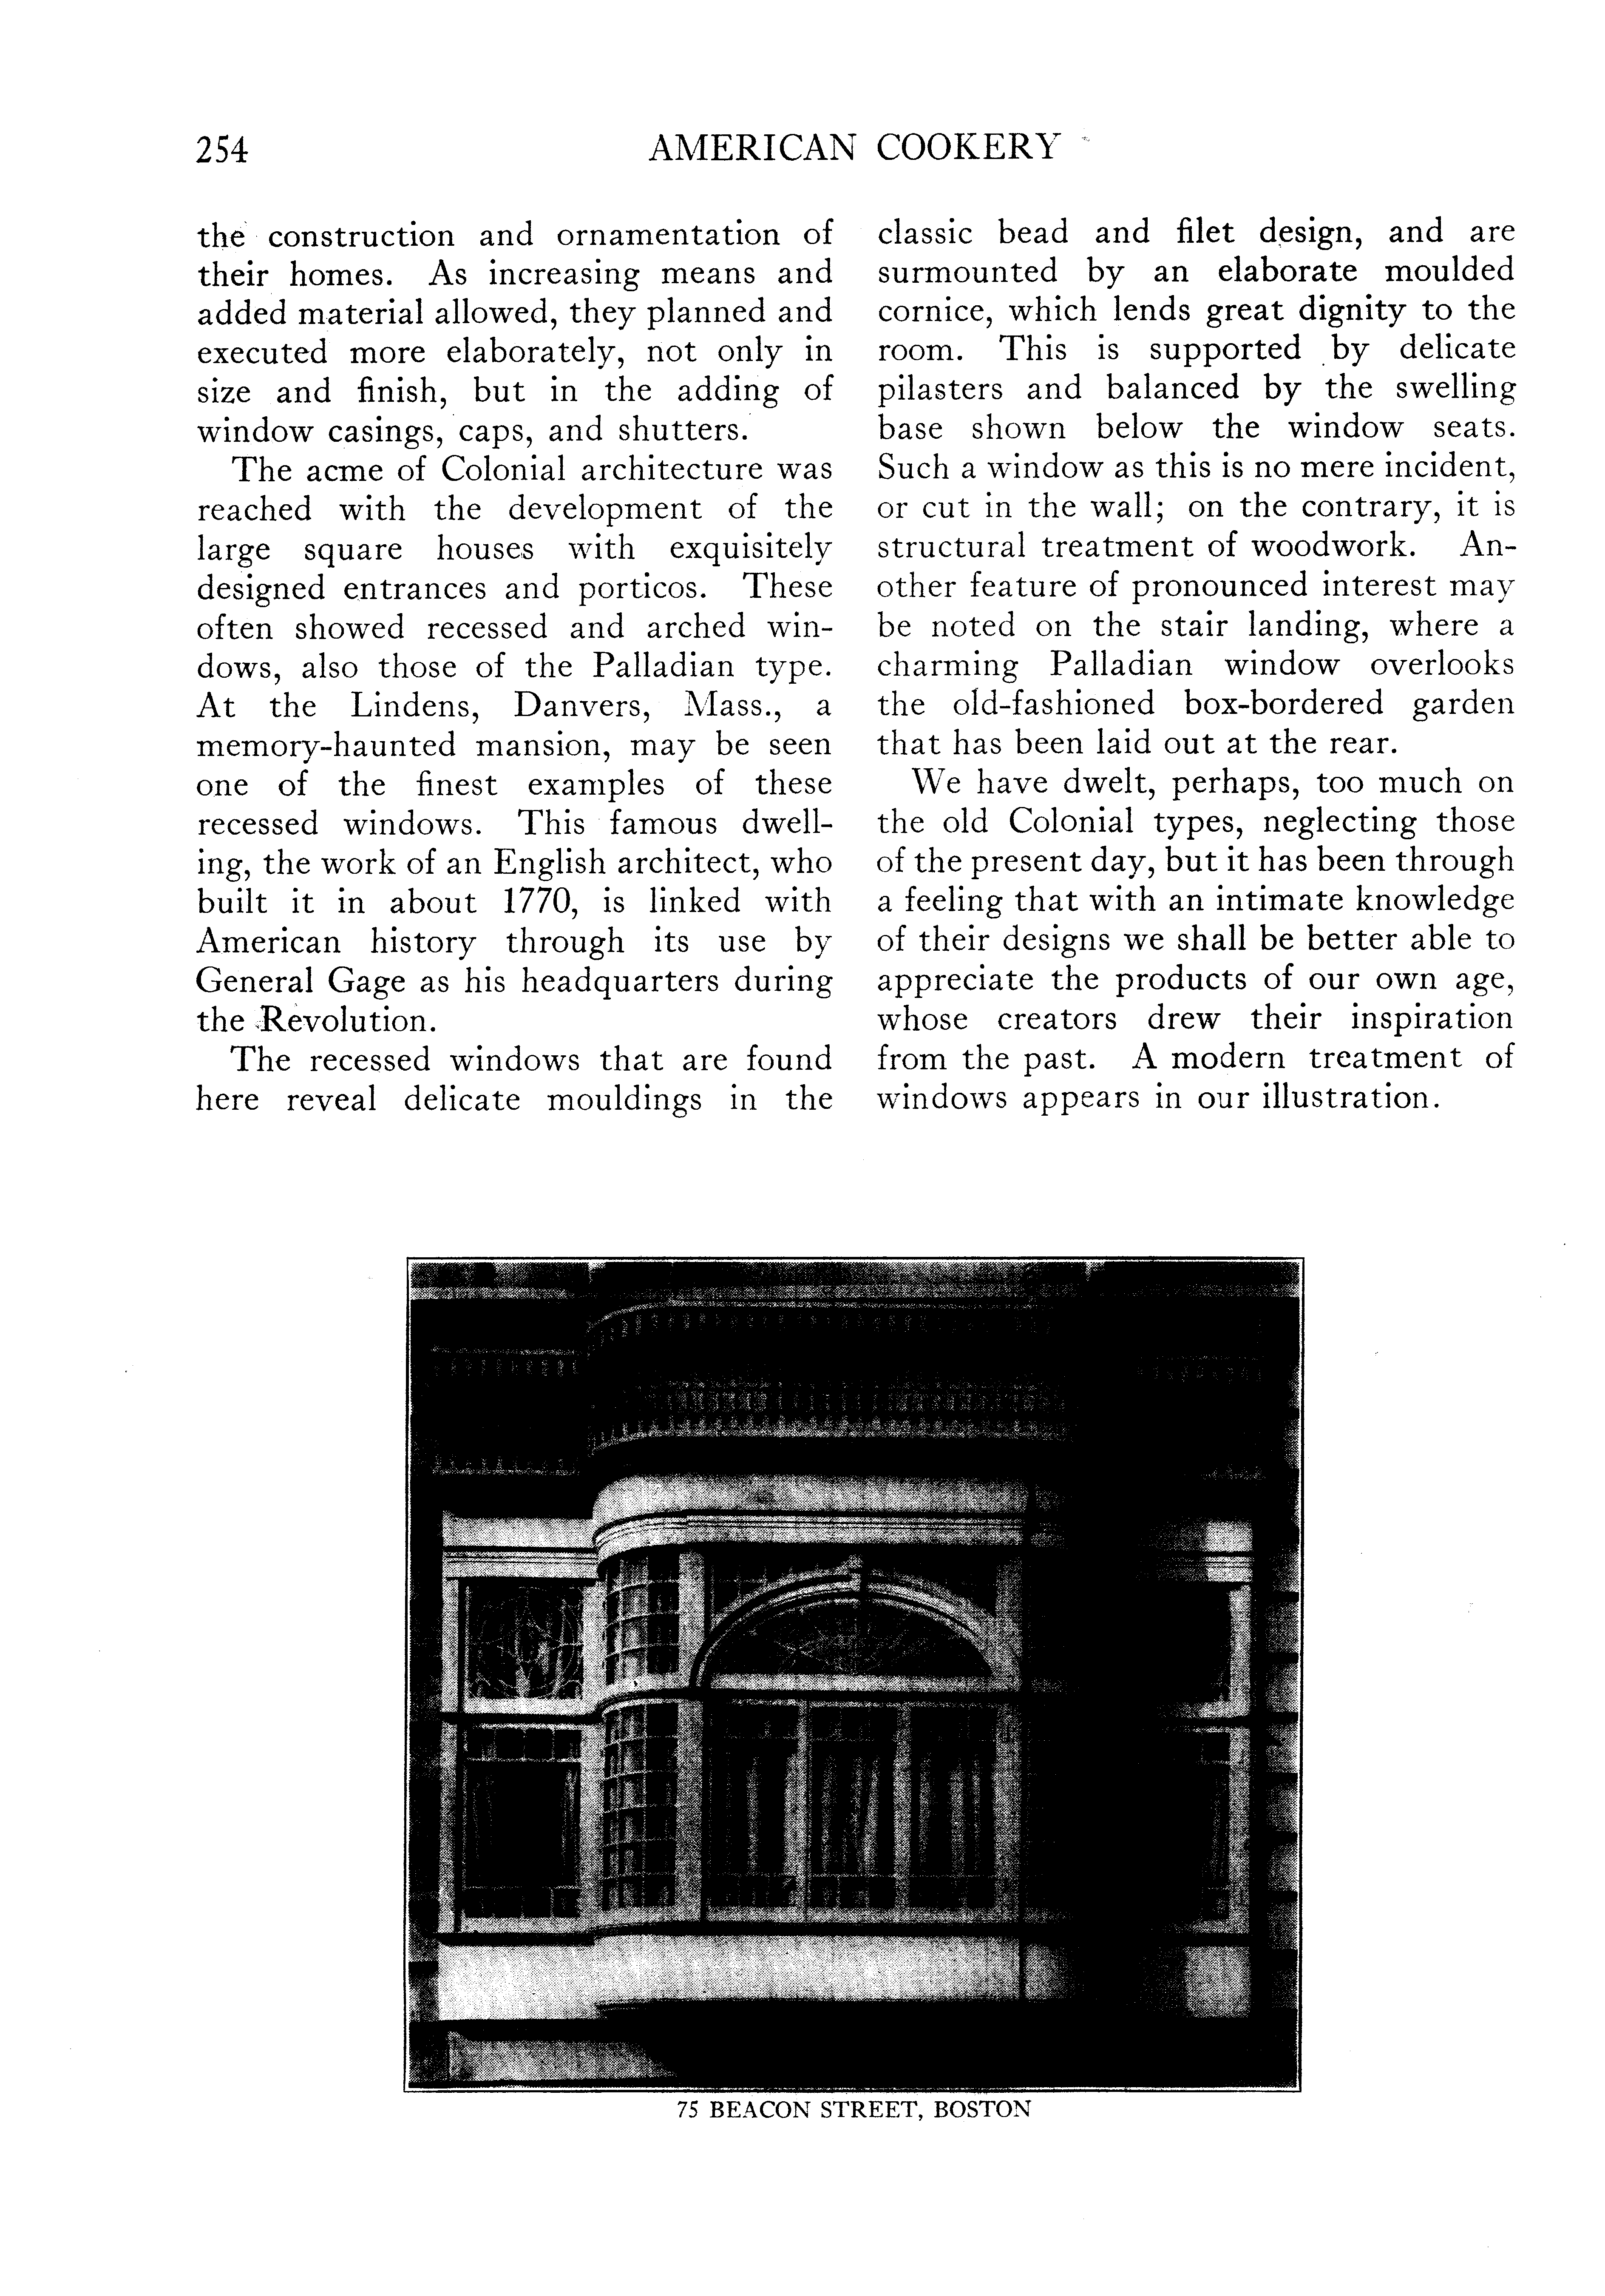 254
AMERICAN COOKERY
the construction and ornamentation of
their homes. As increasing means and
added material allowed, they planned and
executed more elaborately, not only in
size and finish, but in the adding of
window casings, caps, and shutters.
The acme of Colonial architecture was
reached with the development of the
large square houses with exquisitely
designed entrances and porticos. These
often showed recessed and arched win-
dows, also those of the Palladian type.
At the Lindens, Danvers, Mass., a
memory-haunted mansion, may be seen
one of the finest examples of these
recessed windows. This famous dwell-
ing, the work of an English architect, who
built it in about 1770, is linked with
American history through its use by
General Gage as his headquarters during
the Revolution.
The recessed windows that are found
here reveal delicate mouldings in the
classic bead and filet design, and are
surmounted by an elaborate moulded
cornice, which lends great dignity to the
room. This is supported by delicate
pilasters and balanced by the swelling
base shown below the window seats.
Such a window as this is no mere incident,
or cut in the wall; on the contrary, it is
structural treatment of woodwork. An-
other feature of pronounced interest may
be noted on the stair landing, where a
charming Palladian window overlooks
the old-fashioned box-bordered garden
that has been laid out at the rear.
We have dwelt, perhaps, too much on
the old Colonial types, neglecting those
of the present day, but it has been through
a feeling that with an intimate knowledge
of their designs we shall be better able to
appreciate the products of our own age,
whose creators drew their inspiration
from the past. A modern treatment of
windows appears in our illustration.
75 BEACON STREET, BOSTON